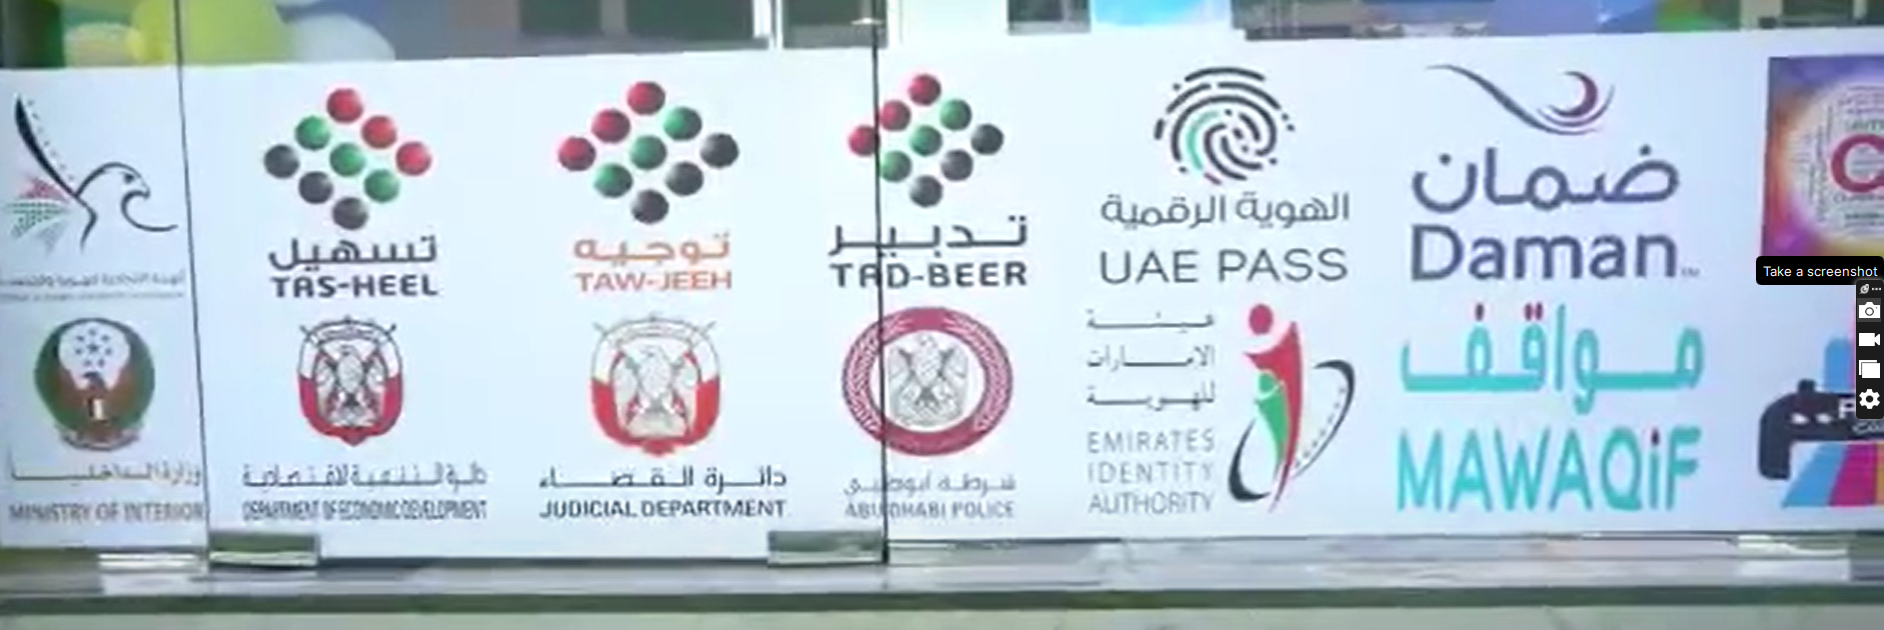 تسهيل
TAS-HEEL
توجيه
TAW-JEEH
تدبير
TAD-BEER
الهوية الرقمية
UAE PASS
ضمان
Daman
وزارة الداخلية
MINISTRY OF INTERIOR
دائرة التنمية الاقتصادية
DEPARTMENT OF ECONOMIC DEVELOPMENT
دائرة القضاء
JUDICIAL DEPARTMENT
شرطة أبوظبي
ABU DHABI POLICE
هيئة
الامارات
للهوية
EMIRATES
IDENTITY
AUTHORITY
مواقف
MAWAQiF
Take a screenshot